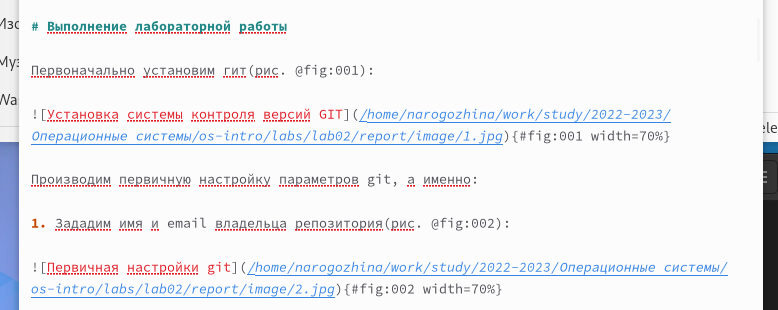 # Выполнение лабораторной работы
Изо
Первоначально установим гит(рис. @fig:001):
Муз
Wa
![Установка системы контроля версий GIT](/home/narogozhina/work/study/2022-2023/
Операционные системы/os-intro/labs/lab02/report/image/1.jpg){#fig:001 width=70%}
ele
Производим первичную настройку параметров git, а именно:
1. Зададим имя и email владельца репозитория(рис. @fig:002):
![Первичная настройки git](/home/narogozhina/work/study/2022-2023/Операционные системы/
os-intro/labs/lab02/report/image/2.jpg){#fig:002 width=70%}